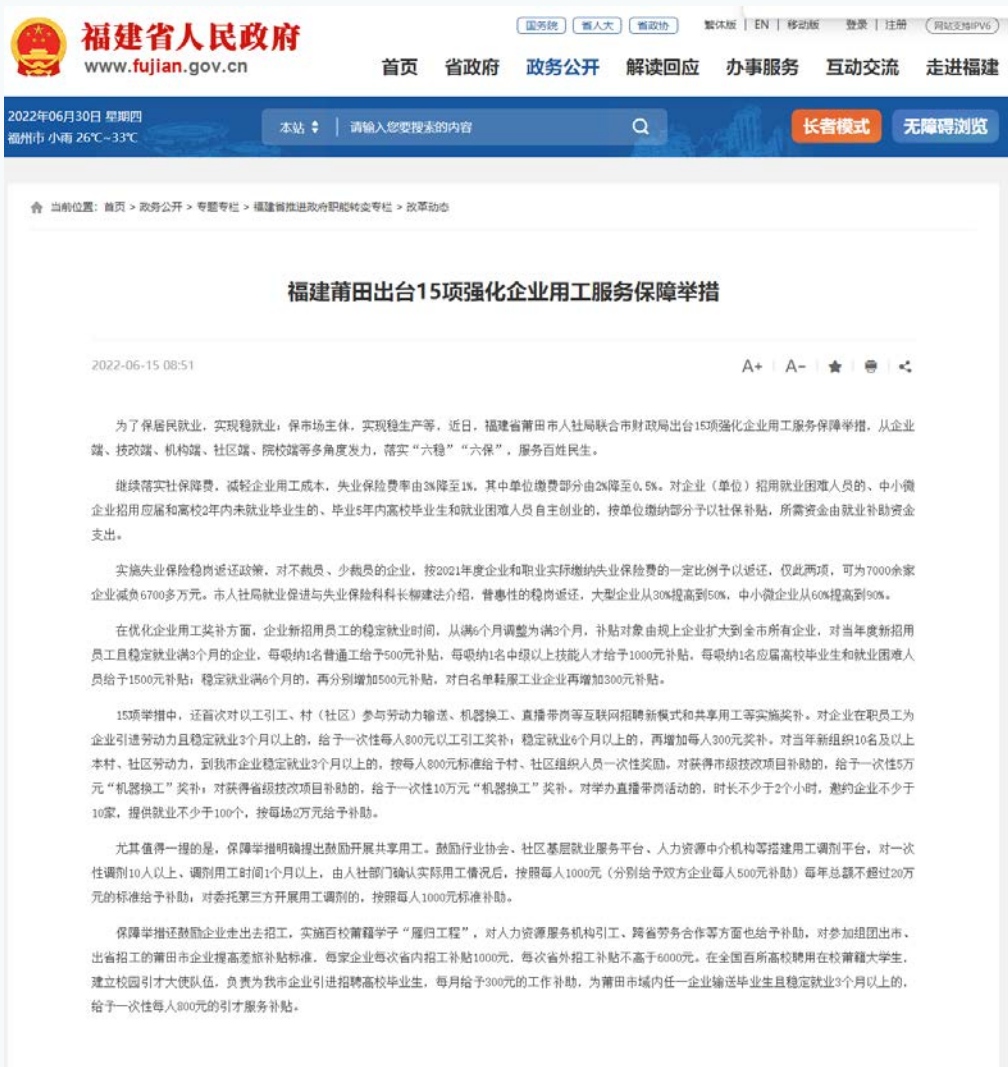 国务院 省人大 省政协 繁体版 | EN | 移动版 登录 | 注册 网站支持IPV6
福建省人民政府
www.fujian.gov.cn
首页 省政府 政务公开 解读回应 办事服务 互动交流 走进福建
2022年06月30日 星期四
福州市 小雨 26℃~33℃
本站 请输入您要搜索的内容 长者模式 无障碍浏览
当前位置：首页 > 政务公开 > 专题专栏 > 福建省推进政府职能转变专栏 > 改革动态
福建莆田出台15项强化企业用工服务保障举措
2022-06-15 08:51 A+ A-
为了保居民就业，实现稳就业；保市场主体，实现稳生产等，近日，福建省莆田市人社局联合市财政局出台15项强化企业用工服务保障举措，从企业
端、技改端、机构端、社区端、院校端等多角度发力，落实“六稳”“六保”，服务百姓民生。
继续落实社保降费，减轻企业用工成本，失业保险费率由3%降至1%，其中单位缴费部分由2%降至0.5%。对企业（单位）招用就业困难人员的、中小微
企业招用应届和离校2年内未就业毕业生的、毕业5年内高校毕业生和就业困难人员自主创业的，按单位缴纳部分予以社保补贴，所需资金由就业补助资金
支出。
实施失业保险稳岗返还政策，对不裁员、少裁员的企业，按2021年度企业和职业实际缴纳失业保险费的一定比例予以返还，仅此两项，可为7000余家
企业减负6700多万元。市人社局就业促进与失业保险科科长柳建法介绍，普惠性的稳岗返还，大型企业从30%提高到50%，中小微企业从60%提高到90%。
在优化企业用工奖补方面，企业新招用员工的稳定就业时间，从满6个月调整为满3个月，补贴对象由规上企业扩大到全市所有企业，对当年度新招用
员工且稳定就业满3个月的企业，每吸纳1名普通工给予500元补贴，每吸纳1名中级以上技能人才给予1000元补贴，每吸纳1名应届高校毕业生和就业困难人
员给予1500元补贴；稳定就业满6个月的，再分别增加500元补贴，对白名单鞋服工业企业再增加300元补贴。
15项举措中，还首次对以工引工、村（社区）参与劳动力输送、机器换工、直播带岗等互联网招聘新模式和共享用工等实施奖补。对企业在职员工为
企业引进劳动力且稳定就业3个月以上的，给予一次性每人800元以工引工奖补；稳定就业6个月以上的，再增加每人300元奖补。对当年新组织10名及以上
本村、社区劳动力，到我市企业稳定就业3个月以上的，按每人800元标准给予村、社区组织人员一次性奖励。对获得市级技改项目补助的，给予一次性5万
元“机器换工”奖补；对获得省级技改项目补助的，给予一次性10万元“机器换工”奖补。对举办直播带岗活动的，时长不少于2个小时，邀约企业不少于
10家，提供就业不少于100个，按每场2万元给予补助。
尤其值得一提的是，保障举措明确提出鼓励开展共享用工。鼓励行业协会、社区基层就业服务平台、人力资源中介机构等搭建用工调剂平台，对一次
性调剂10人以上、调剂用工时间1个月以上，由人社部门确认实际用工情况后，按照每人1000元（分别给予双方企业每人500元补助）每年总额不超过20万
元的标准给予补助，对委托第三方开展用工调剂的，按照每人1000元标准补助。
保障举措还鼓励企业走出去招工，实施百校莆籍学子“雁归工程”，对人力资源服务机构引工、跨省劳务合作等方面也给予补助，对参加组团出市、
出省招工的莆田市企业提高差旅补贴标准，每家企业每次省内招工补贴1000元，每次省外招工补贴不高于6000元。在全国百所高校聘用在校莆籍大学生，
建立校园引才大使队伍，负责为我市企业引进招聘高校毕业生，每月给予300元的工作补助，为莆田市域内任一企业输送毕业生且稳定就业3个月以上的，
给予一次性每人800元的引才服务补贴。